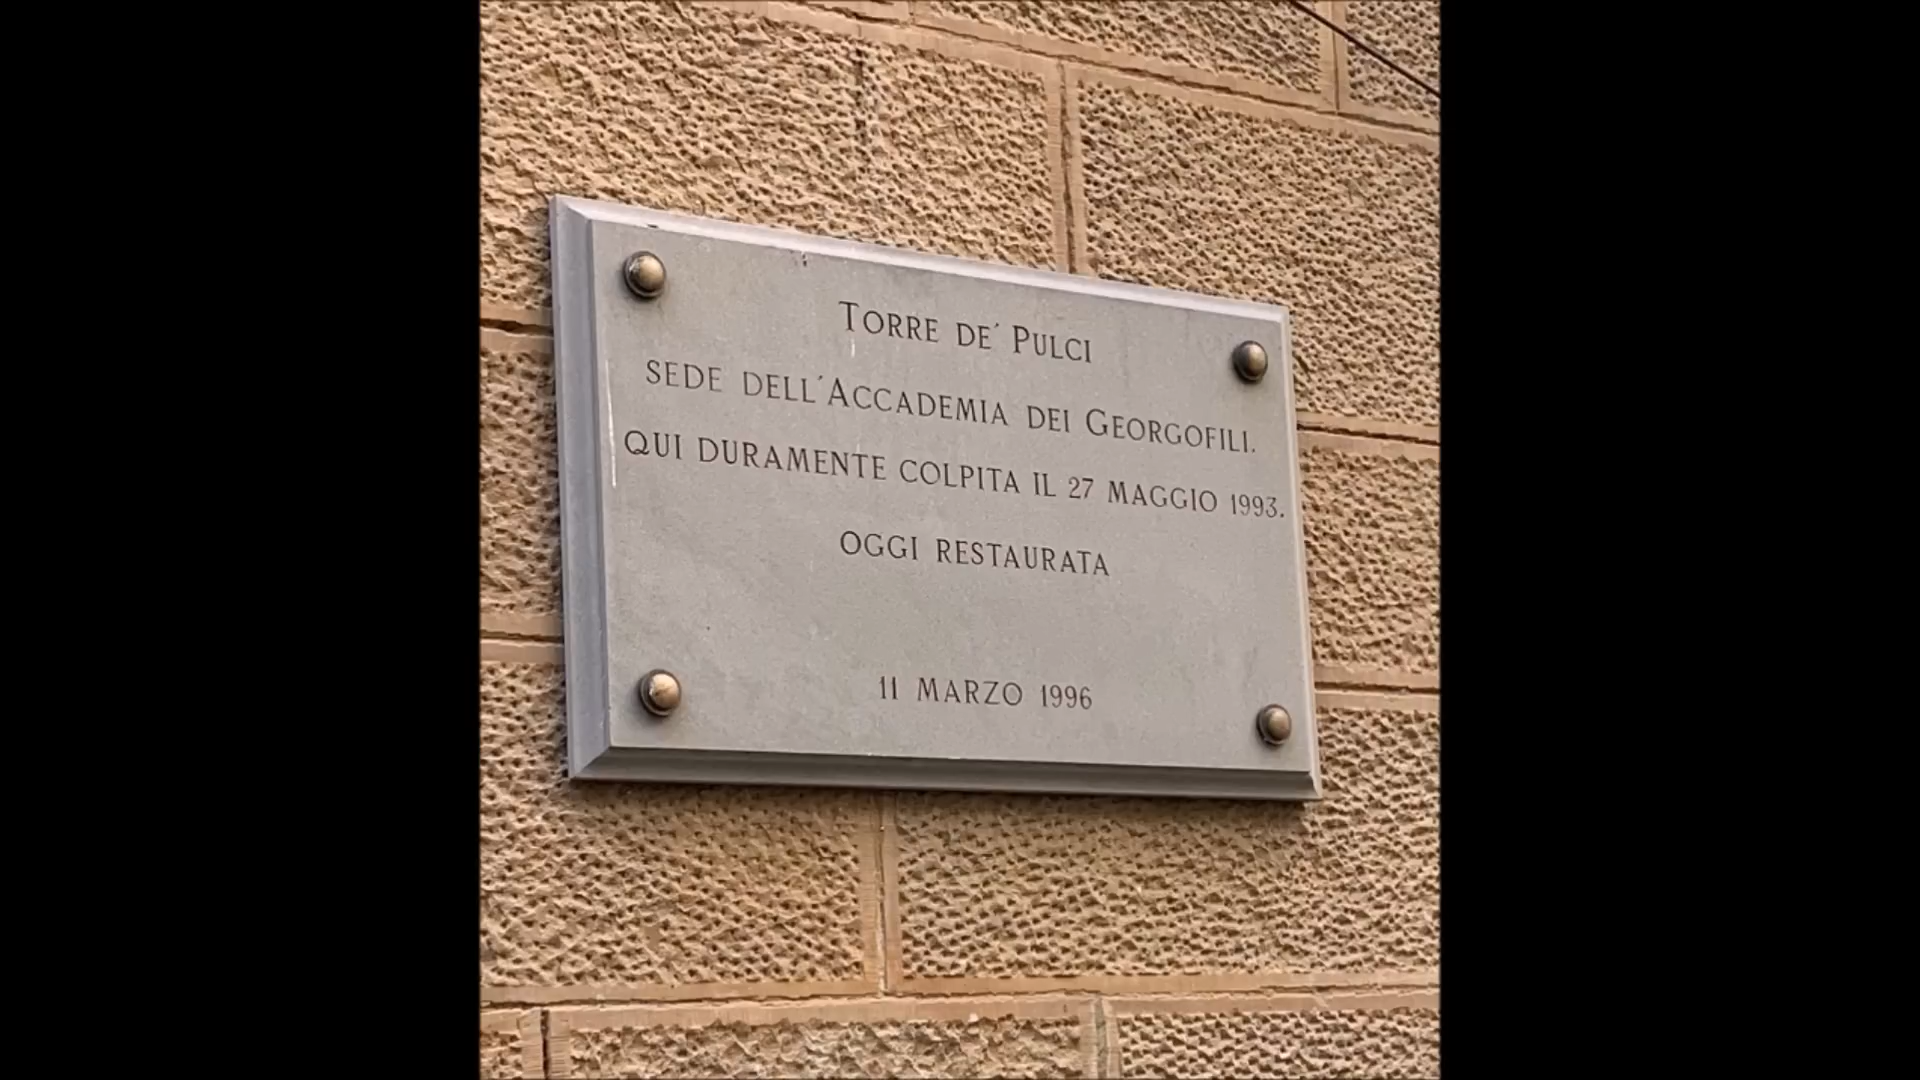 TORRE DE' PULCI
SEDE DELL'ACCADEMIA DEI GEORGOFILI.
QUI DURAMENTE COLPITA IL 27 MAGGIO 1993.
OGGI RESTAURATA
11 MARZO 1996